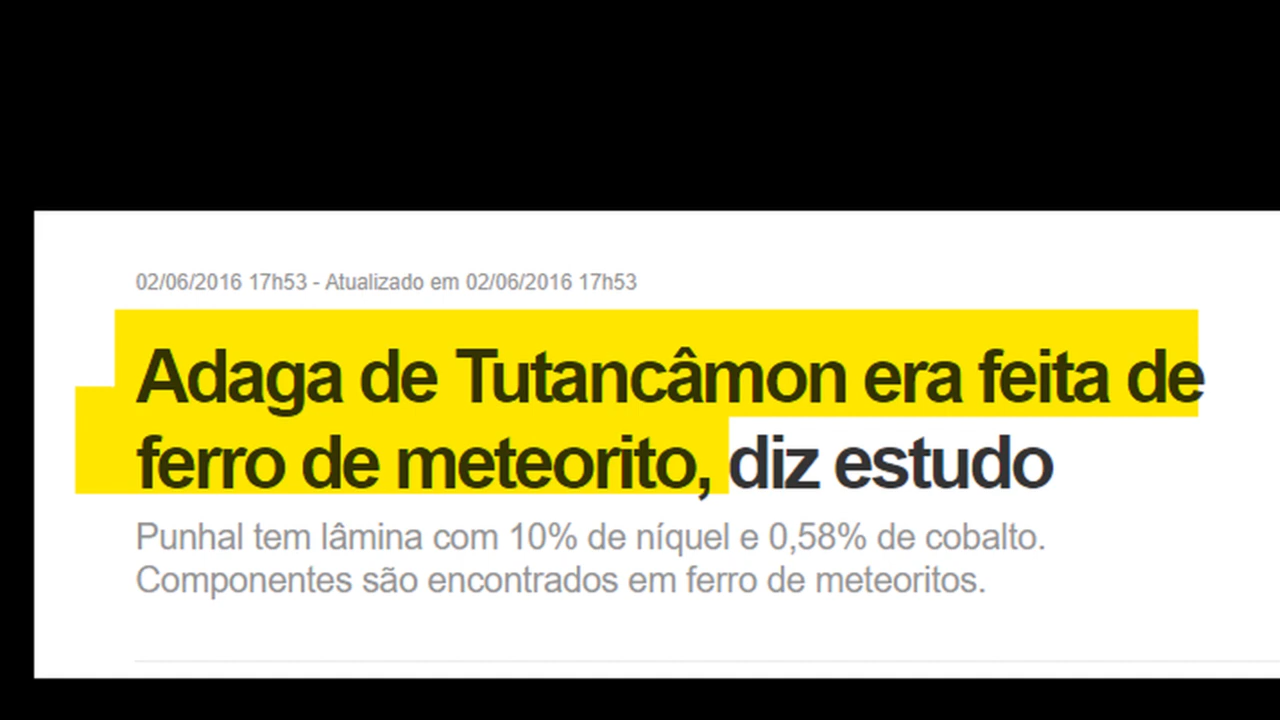 02/06/2016 17h53 - Atualizado em 02/06/2016 17h53
Adaga de Tutancâmon era feita de
ferro de meteorito, diz estudo
Punhal tem lâmina com 10% de níquel e 0,58% de cobalto.
Componentes são encontrados em ferro de meteoritos.